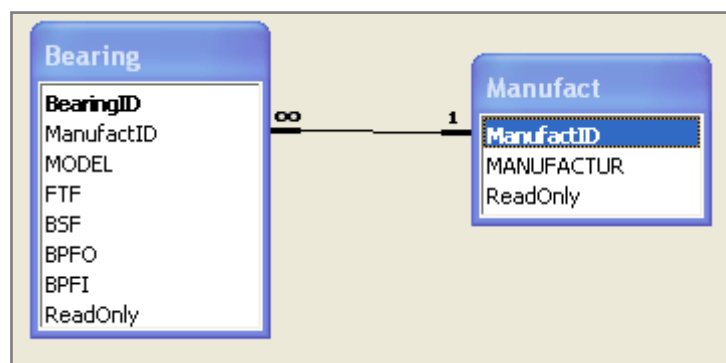 Bearing
BearingID
ManufactID
MODEL
FTF
BSF
BPFO
BPFI
ReadOnly
∞
1
Manufact
ManufactID
MANUFACTUR
ReadOnly